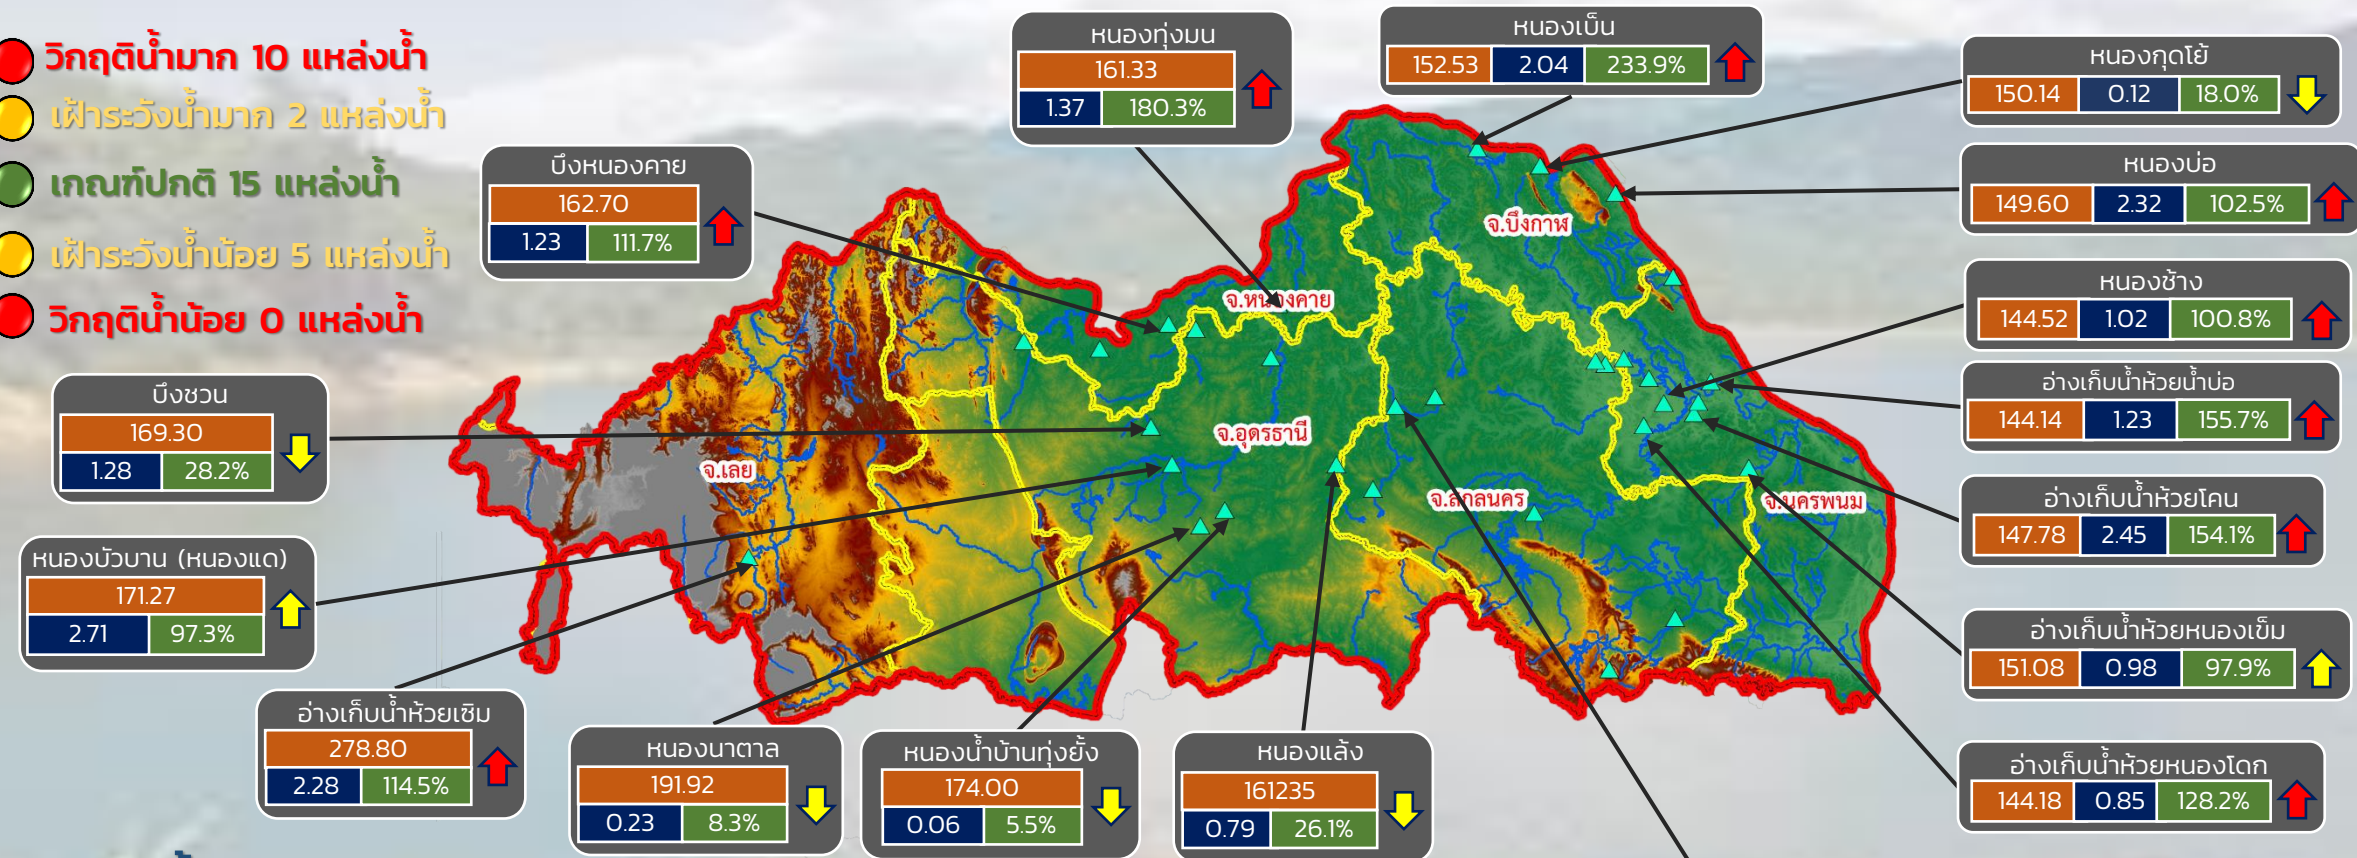 วิกฤติน้ำมาก 10 แหล่งน้ำ
เฝ้าระวังน้ำมาก 2 แหล่งน้ำ
เกณฑ์ปกติ 15 แหล่งน้ำ
เฝ้าระวังน้ำน้อย 5 แหล่งน้ำ
วิกฤติน้ำน้อย 0 แหล่งน้ำ
บึงหนองคาย
162.70
1.23 111.7%
หนองทุ่งมน
161.33
1.37 180.3%
หนองเบ็น
152.53 2.04 233.9%
หนองกุดโย้
150.14 0.12 18.0%
หนองบ่อ
149.60 2.32 102.5%
หนองช้าง
144.52 1.02 100.8%
อ่างเก็บน้ำห้วยน้ำบ่อ
144.14 1.23 155.7%
อ่างเก็บน้ำห้วยโคน
147.78 2.45 154.1%
อ่างเก็บน้ำห้วยหนองเข็ม
151.08 0.98 97.9%
อ่างเก็บน้ำห้วยหนองโดก
144.18 0.85 128.2%
บึงชวน
169.30
1.28 28.2%
หนองบัวบาน (หนองแด)
171.27
2.71 97.3%
อ่างเก็บน้ำห้วยเซิม
278.80
2.28 114.5%
หนองนาตาล
191.92
0.23 8.3%
หนองน้ำบ้านทุ่งยั้ง
174.00
0.06 5.5%
หนองแล้ง
161235
0.79 26.1%
จ.บึงกาฬ
จ.หนองคาย
จ.อุดรธานี
จ.เลย
จ.สกลนคร
จ.นครพนม